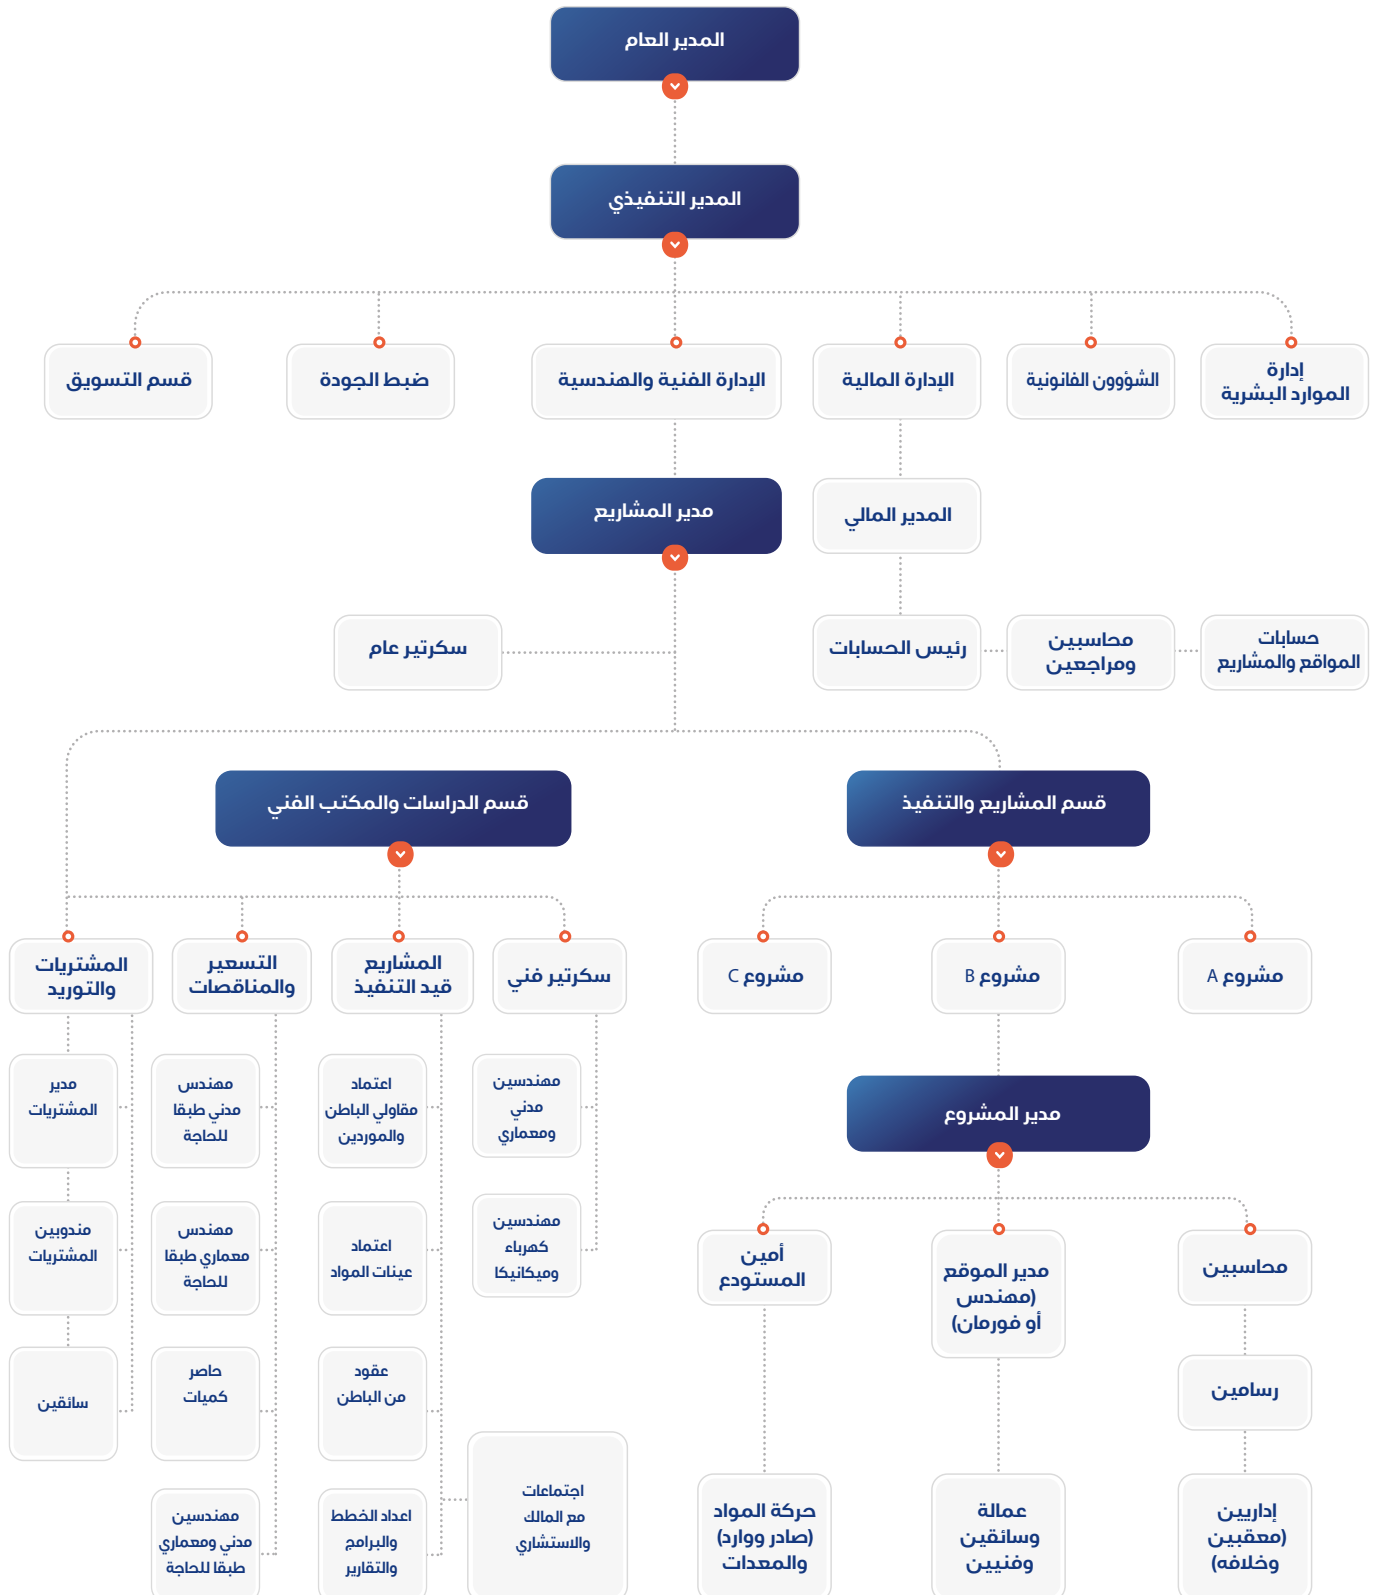 المدير العام
المدير التنفيذي
إدارة
الموارد البشرية
الشؤوون الفانونية
الإدارة المالية
الإدارة الفنية والهندسية
ضبط الجودة
قسم التسويق
المدير المالي
مدير المشاريع
حسابات
المواقع والمشاريع
محاسبين
ومراجعين
رئيس الحسابات
سكرتير عام
قسم المشاريع والتنفيذ
قسم الدراسات والمكتب الفني
مشروع A
مشروع B
مشروع C
سكرتير فني
المشاريع
قيد التنفيذ
التسعير
والمناقصات
المشتريات
والتوريد
مدير المشروع
مهندسين
مدني
ومعماري
اعتماد
مقاولي الباطن
والموردين
مهندس
مدني طبقا
للحاجة
مدير
المشتريات
محاسبين
مدير الموقع
(مهندس
أو فورمان)
أمين
المستودع
مهندسين
كهرباء
وميكانيكا
اعتماد
عينات المواد
مهندس
معماري طبقا
للحاجة
مندوبين
المشتريات
رسامين
عقود
من الباطن
حاصر
كميات
سائقين
إداريين
(معقبين
وخلافه)
عمالة
وسائقين
وفنيين
حركة المواد
(صادر ووارد)
والمعدات
اجتماعات
مع المالك
والاستشاري
اعداد الخطط
والبرامج
والتقارير
مهندسين
مدني ومعماري
طبقا للحاجة